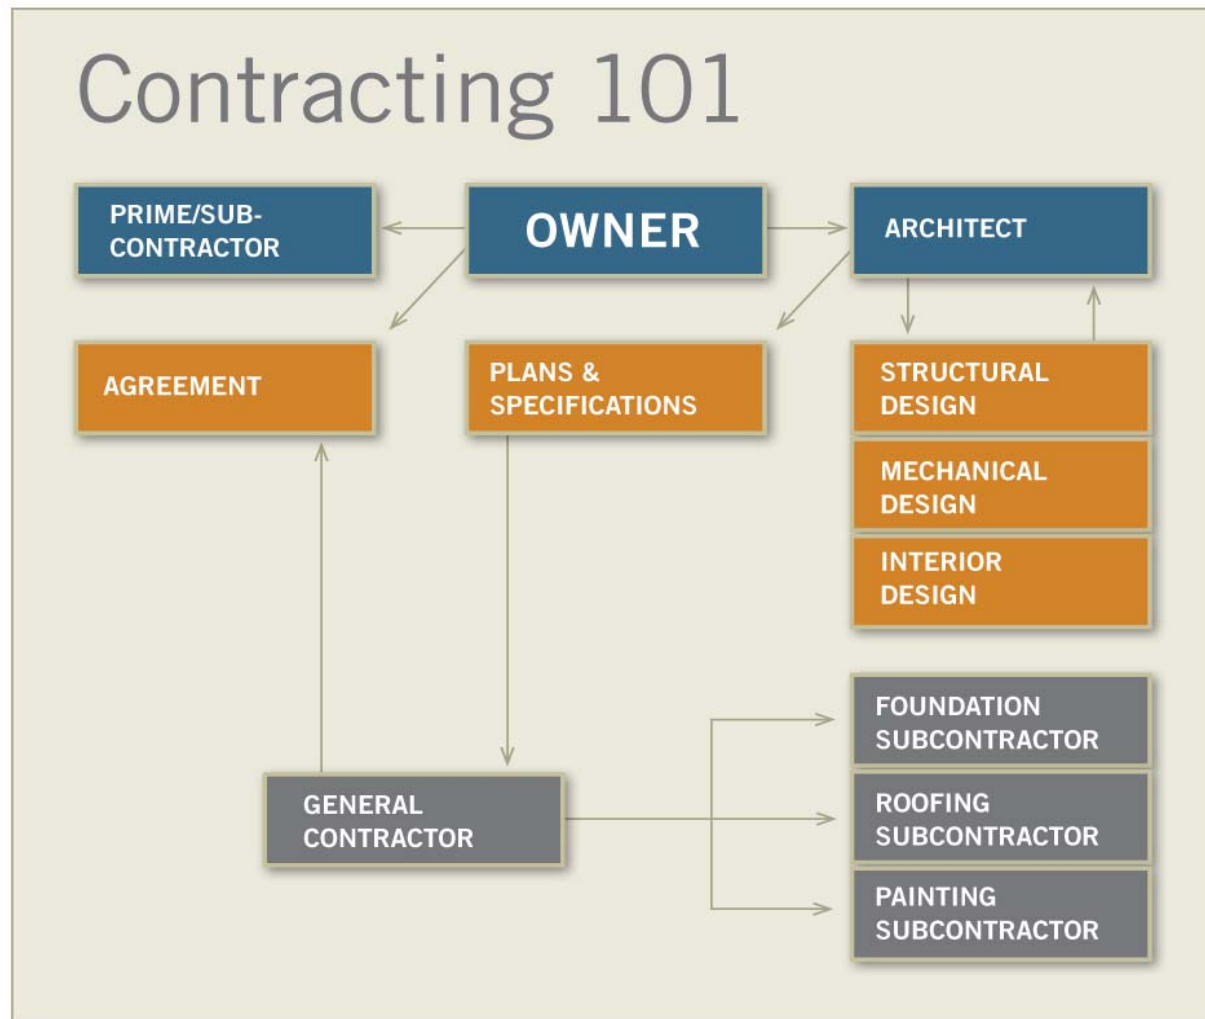 Contracting 101
PRIME/SUB-
CONTRACTOR
OWNER
ARCHITECT
AGREEMENT
PLANS &
SPECIFICATIONS
STRUCTURAL
DESIGN
MECHANICAL
DESIGN
INTERIOR
DESIGN
GENERAL
CONTRACTOR
FOUNDATION
SUBCONTRACTOR
ROOFING
SUBCONTRACTOR
PAINTING
SUBCONTRACTOR